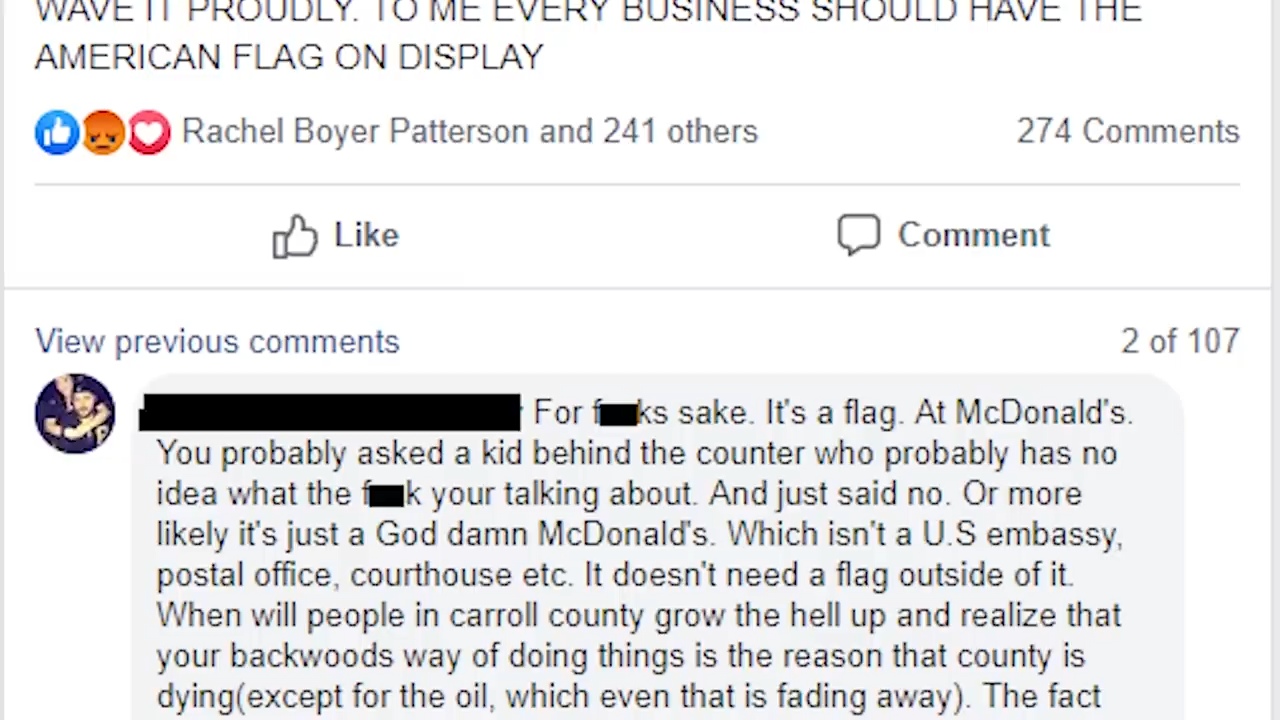 WAVE IT PROUDLY. TO ME EVERY BUSINESS SHOULD HAVE THE
AMERICAN FLAG ON DISPLAY
Rachel Boyer Patterson and 241 others 274 Comments
Like Comment
View previous comments 2 of 107
For f ks sake. It's a flag. At McDonald's.
You probably asked a kid behind the counter who probably has no
idea what the f k your talking about. And just said no. Or more
likely it's just a God damn McDonald's. Which isn't a U.S embassy,
postal office, courthouse etc. It doesn't need a flag outside of it.
When will people in carroll county grow the hell up and realize that
your backwoods way of doing things is the reason that county is
dying(except for the oil, which even that is fading away). The fact